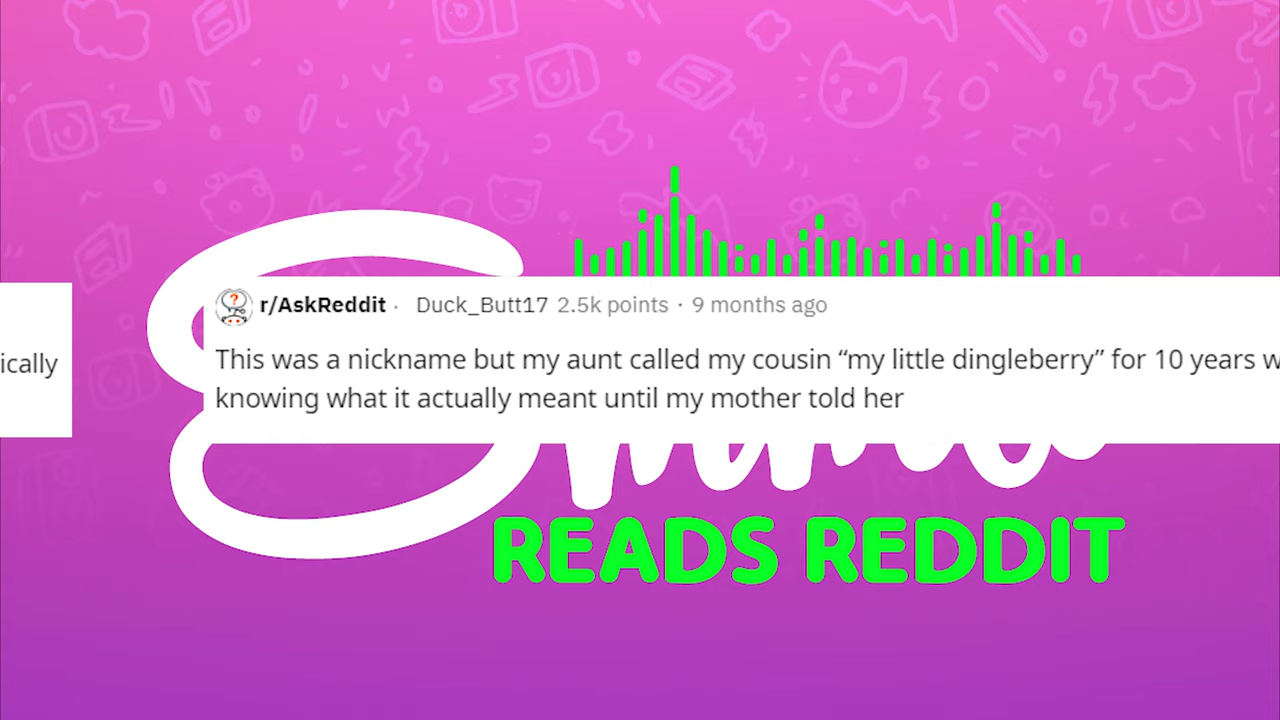 ically
r/AskReddit · Duck_Butt17 2.5k points · 9 months ago
This was a nickname but my aunt called my cousin “my little dingleberry” for 10 years w
knowing what it actually meant until my mother told her
READS REDDIT